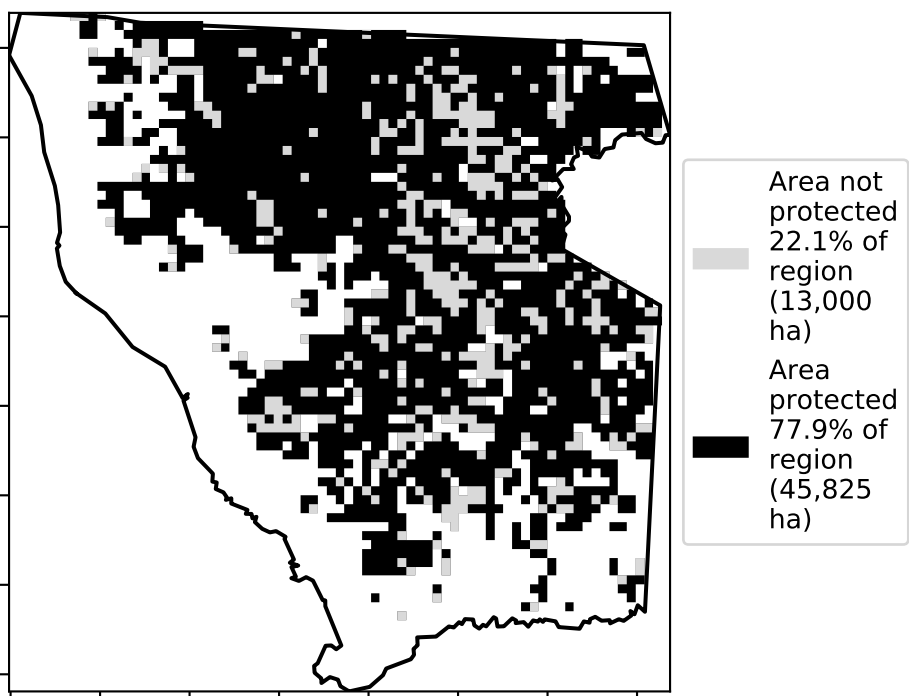 Area not
protected
22.1% of
region
(13,000
ha)
Area
protected
77.9% of
region
(45,825
ha)